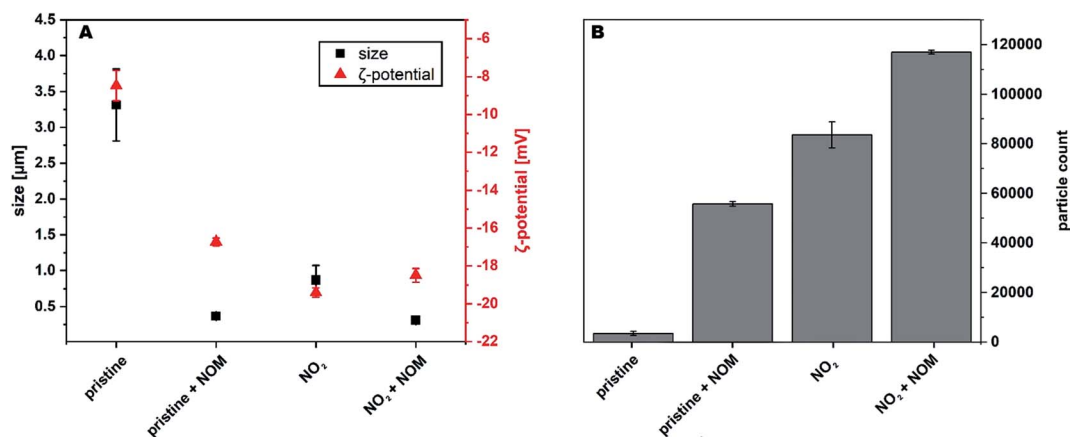 A
size [µm]
4.5
4.0
3.5
3.0
2.5
2.0
1.5
1.0
0.5
size
ζ-potential
-6
-8
-10
-12
-14
-16
-18
-20
-22
ζ-potential [mV]
pristine
pristine + NOM
NO₂
NO₂ + NOM
B
120000
100000
80000
60000
40000
20000
0
particle count
pristine
pristine + NOM
NO₂
NO₂ + NOM